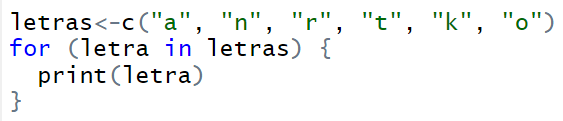 letras<-c("a", "n", "r", "t", "k", "o")
for (letra in letras) {
  print(letra)
}